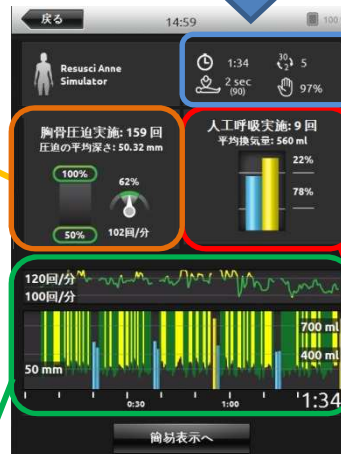 戻る 14:59 100
Resusci Anne
Simulator
1:34 30:2 5
2 sec
(90) 97%
胸骨圧迫実施: 159 回
圧迫の平均深さ: 50.32 mm
100% 62%
50% 102回/分
人工呼吸実施: 9 回
平均換気量: 560 ml
22%
78%
120回/分
100回/分
700 ml
400 ml
50 mm
0:30 1:00 1:34
簡易表示へ